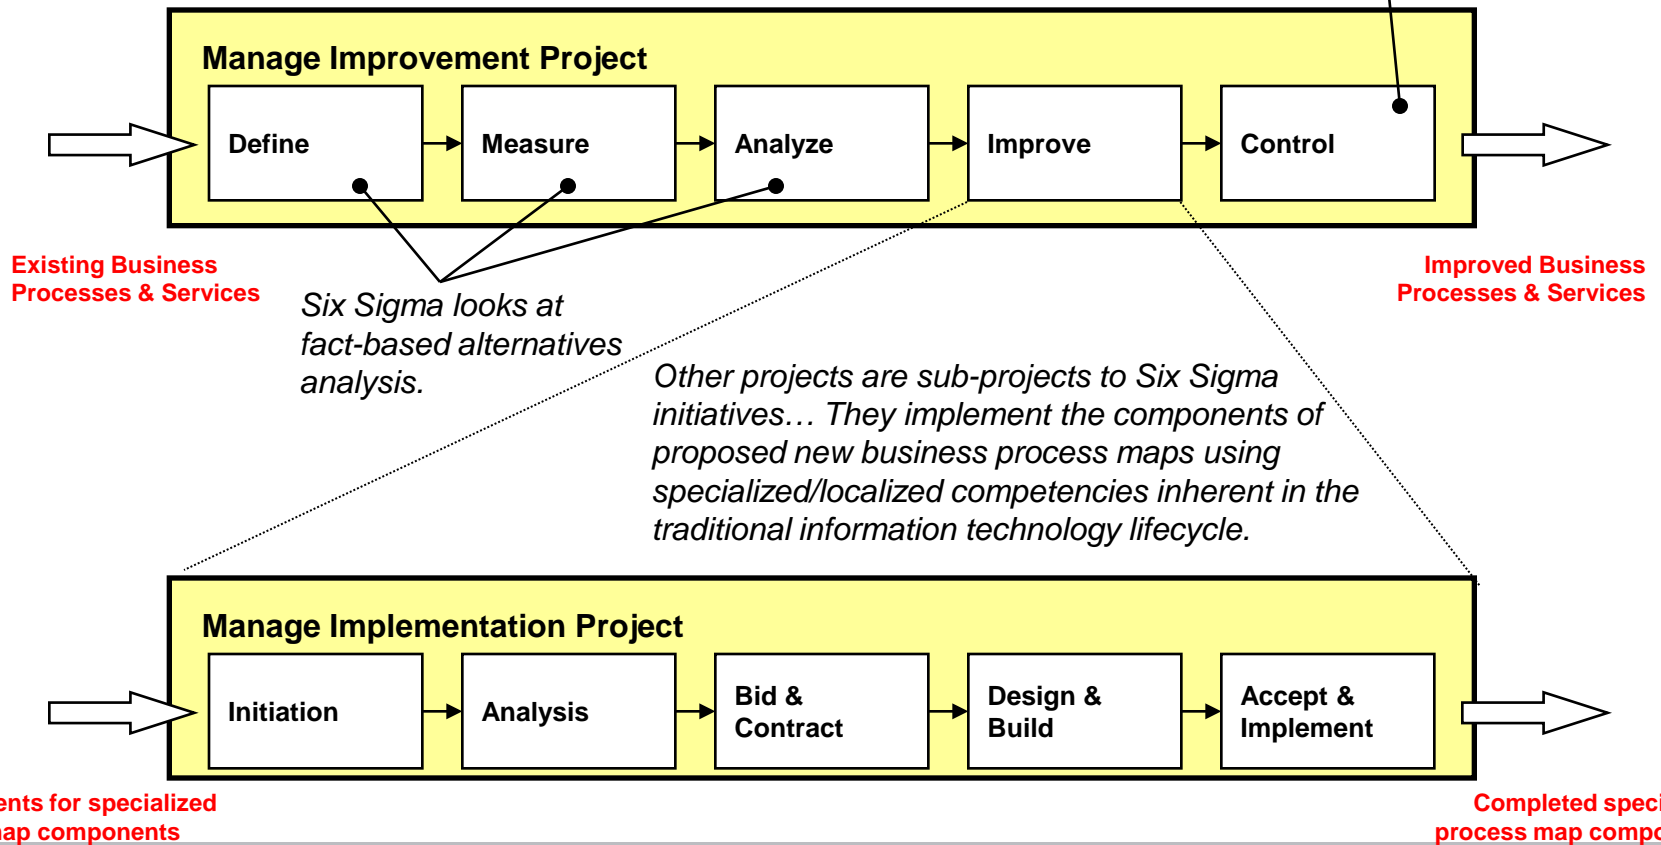 Manage Improvement Project
Define
Measure
Analyze
Improve
Control
Existing Business
Processes & Services
Improved Business
Processes & Services
Six Sigma looks at
fact-based alternatives
analysis.
Other projects are sub-projects to Six Sigma
initiatives… They implement the components of
proposed new business process maps using
specialized/localized competencies inherent in the
traditional information technology lifecycle.
Manage Implementation Project
Initiation
Analysis
Bid &
Contract
Design &
Build
Accept &
Implement
for specialized
components
Completed
process map